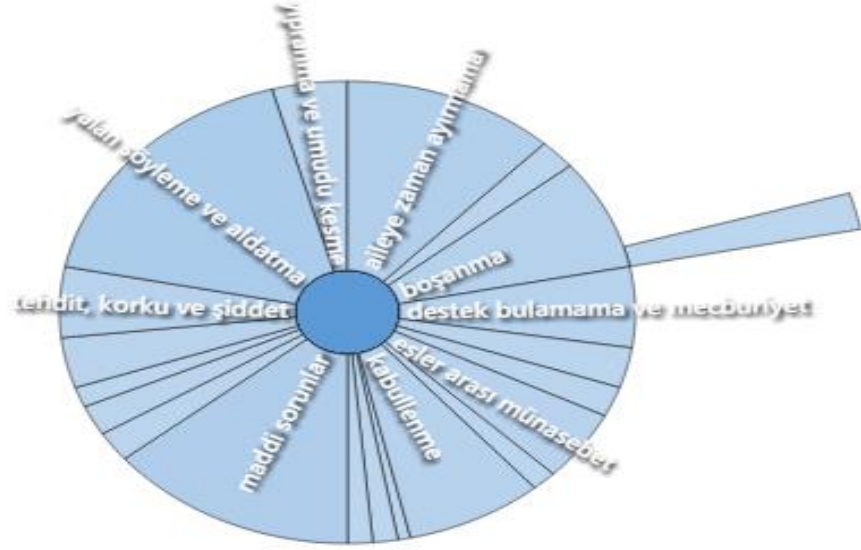 yıpranma ve umudu kesme
aileye zaman ayırmama
yalan söyleme ve aldatma
boşanma
tehdit, korku ve şiddet
destek bulamama ve mecburiyet
eşler arası münasebet
kabullenme
maddi sorunlar